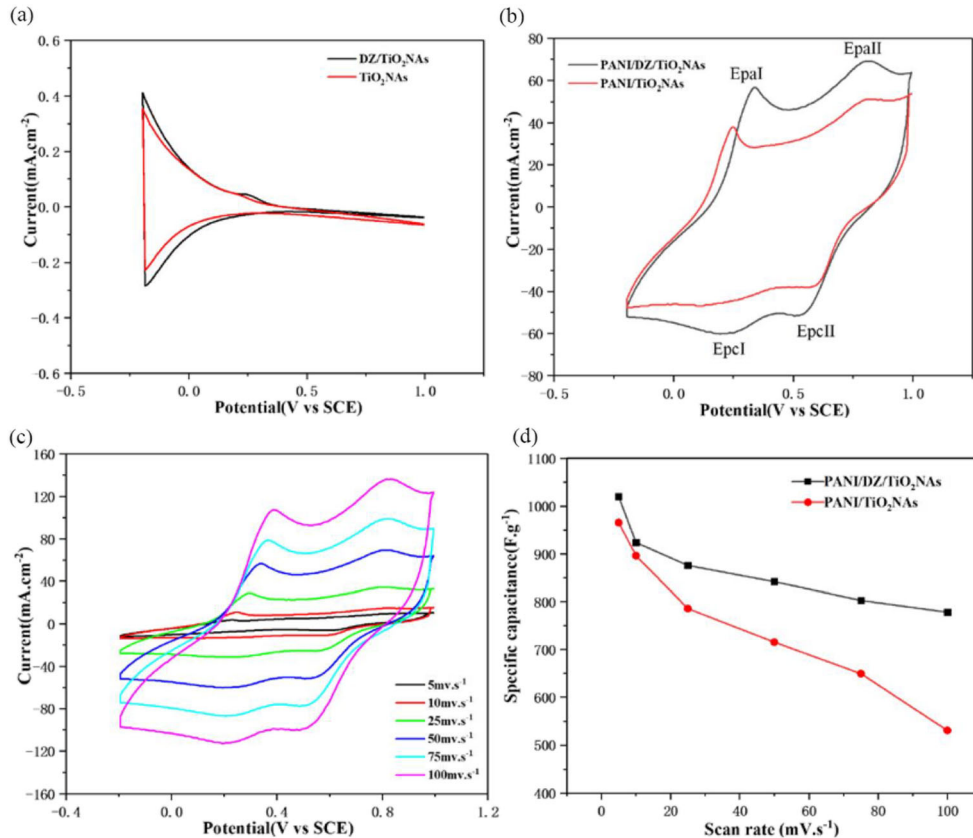 (a)
0.6
0.4
0.2
0.0
−0.2
−0.4
−0.6
−0.5
0.0
0.5
1.0
Current(mA.cm⁻²)
Potential(V vs SCE)
DZ/TiO₂NAs
TiO₂NAs
(b)
80
60
40
20
0
−20
−40
−60
−80
−0.5
0.0
0.5
1.0
Current(mA.cm⁻²)
Potential(V vs SCE)
PANI/DZ/TiO₂NAs
PANI/TiO₂NAs
EpaI
EpaII
EpcI
EpcII
(c)
160
120
80
40
0
−40
−80
−120
−160
−0.4
0.0
0.4
0.8
1.2
Current(mA.cm⁻²)
Potential(V vs SCE)
5mv.s⁻¹
10mv.s⁻¹
25mv.s⁻¹
50mv.s⁻¹
75mv.s⁻¹
100mv.s⁻¹
(d)
1100
1000
900
800
700
600
500
400
0
20
40
60
80
100
Specific capacitance(F.g⁻¹)
Scan rate (mV.s⁻¹)
PANI/DZ/TiO₂NAs
PANI/TiO₂NAs